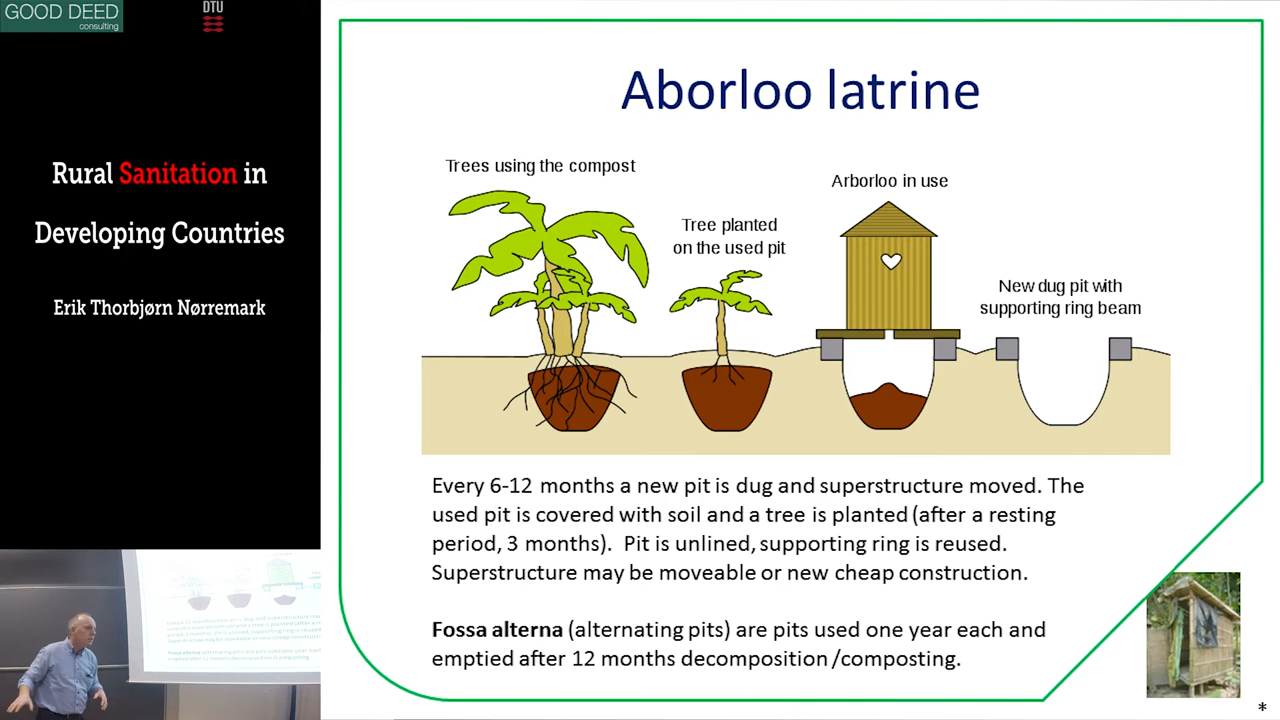 GOOD DEED
consulting
DTU
Rural Sanitation in
Developing Countries
Erik Thorbjørn Nørremark
Aborloo latrine
Trees using the compost
Tree planted
on the used pit
Arborloo in use
New dug pit with
supporting ring beam
Every 6-12 months a new pit is dug and superstructure moved. The
used pit is covered with soil and a tree is planted (after a resting
period, 3 months). Pit is unlined, supporting ring is reused.
Superstructure may be moveable or new cheap construction.
Fossa alterna (alternating pits) are pits used one year each and
emptied after 12 months decomposition /composting.
*